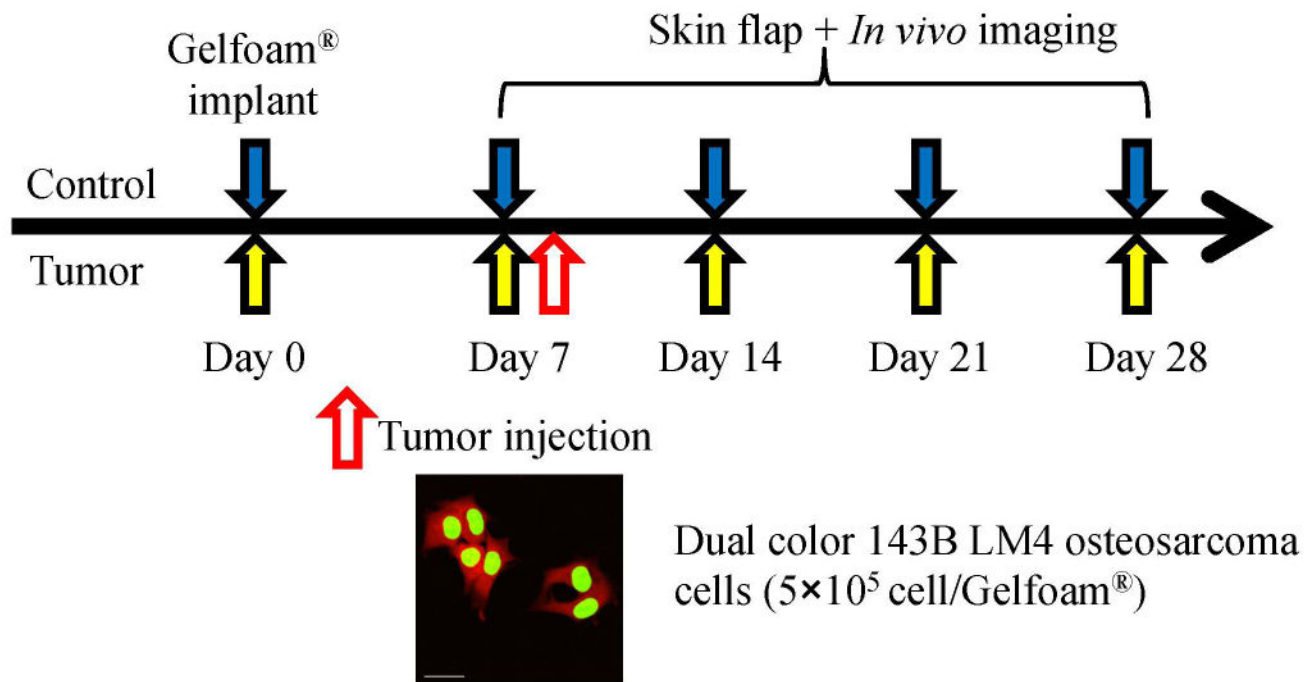 Gelfoam®
implant
Skin flap + In vivo imaging
Control
Tumor
Day 0
Day 7
Day 14
Day 21
Day 28
Tumor injection
Dual color 143B LM4 osteosarcoma
cells (5×10⁵ cell/Gelfoam®)